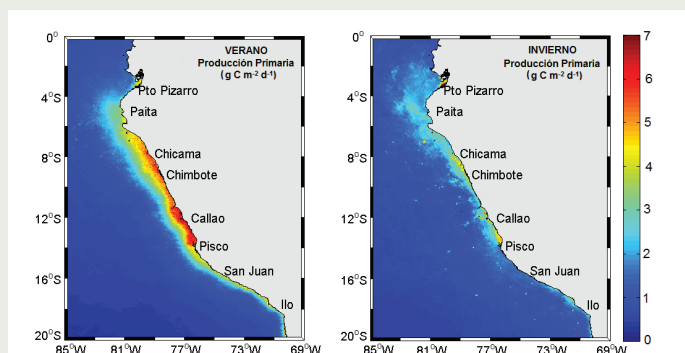 VERANO
Producción Primaria
(g C m-2 d-1)
0°
4°S
8°S
12°S
16°S
20°S
Pto Pizarro
Paita
Chicama
Chimbote
Callao
Pisco
San Juan
Ilo
85°W 81°W 77°W 73°W 69°W
INVIERNO
Producción Primaria
(g C m-2 d-1)
0°
4°S
8°S
12°S
16°S
20°S
Pto Pizarro
Paita
Chicama
Chimbote
Callao
Pisco
San Juan
Ilo
85°W 81°W 77°W 73°W 69°W
7
6
5
4
3
2
1
0